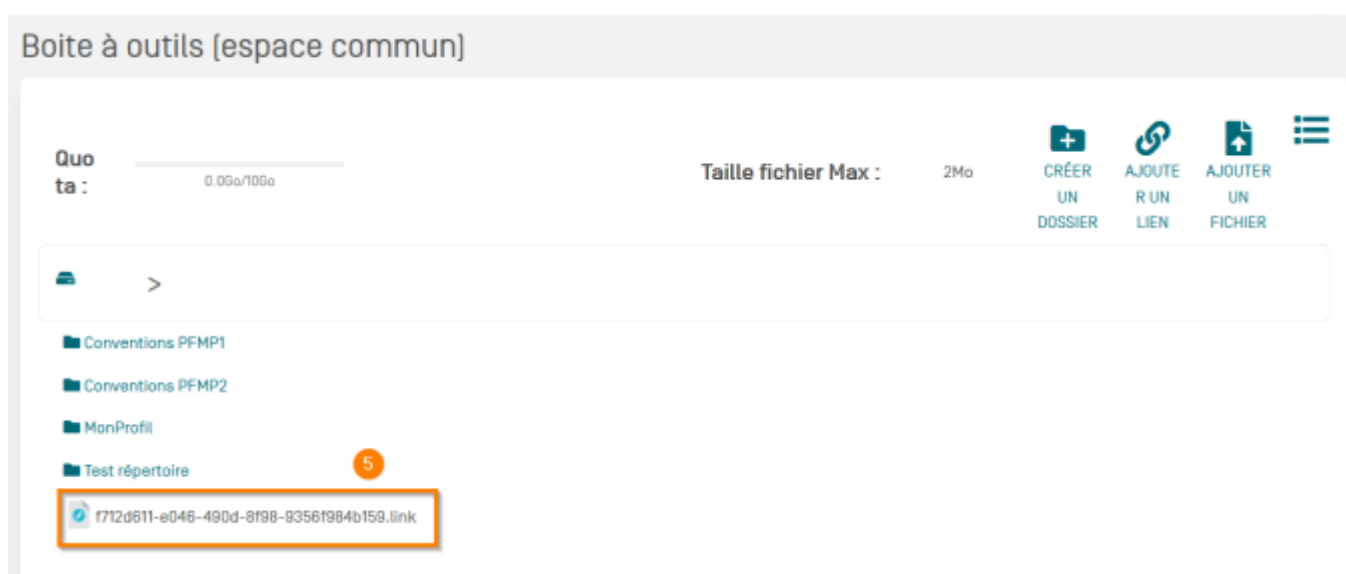 Boite à outils (espace commun)
Quo
ta :
0.0Go/10Go
Taille fichier Max :
2Mo
CRÉER
UN
DOSSIER
AJOUTE
R UN
LIEN
AJOUTER
UN
FICHIER
>
Conventions PFMP1
Conventions PFMP2
MonProfil
Test répertoire
5
f712d611-e046-490d-8f98-9356f984b159.link